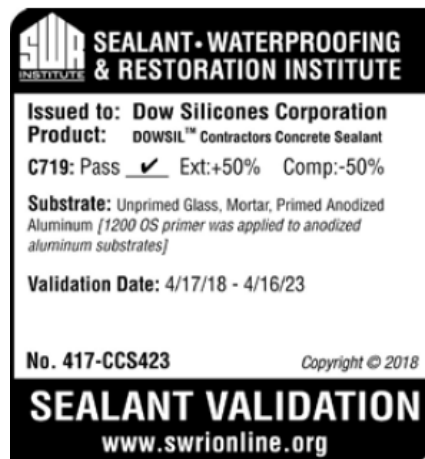 SWR
INSTITUTE
SEALANT • WATERPROOFING
& RESTORATION INSTITUTE
Issued to: Dow Silicones Corporation
Product: DOWSIL™ Contractors Concrete Sealant
C719: Pass ✔ Ext:+50% Comp:-50%
Substrate: Unprimed Glass, Mortar, Primed Anodized
Aluminum [1200 OS primer was applied to anodized
aluminum substrates]
Validation Date: 4/17/18 - 4/16/23
No. 417-CCS423 Copyright © 2018
SEALANT VALIDATION
www.swrionline.org